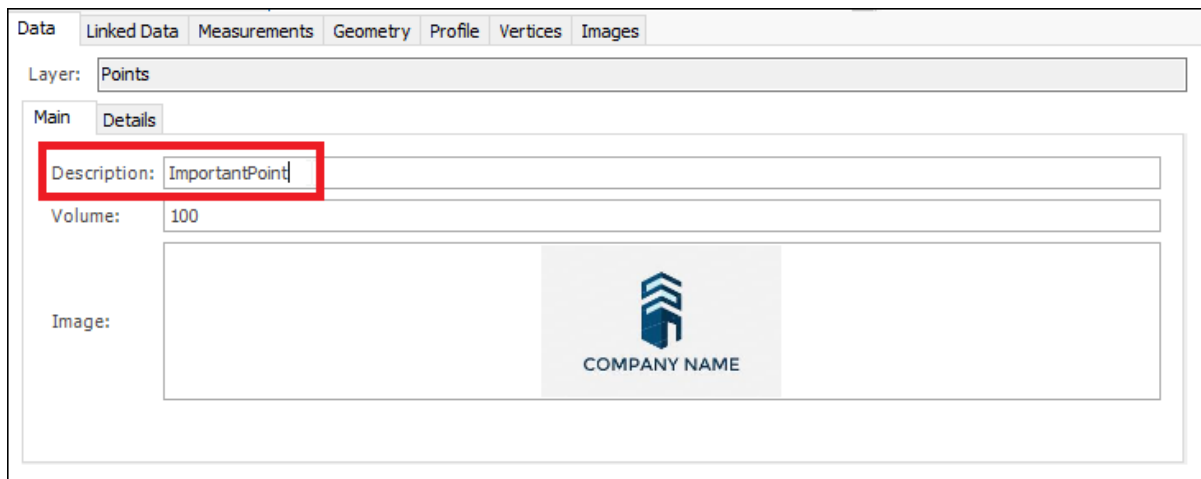 Data Linked Data Measurements Geometry Profile Vertices Images
Layer: Points
Main Details
Description: ImportantPoint
Volume: 100
Image:
COMPANY NAME